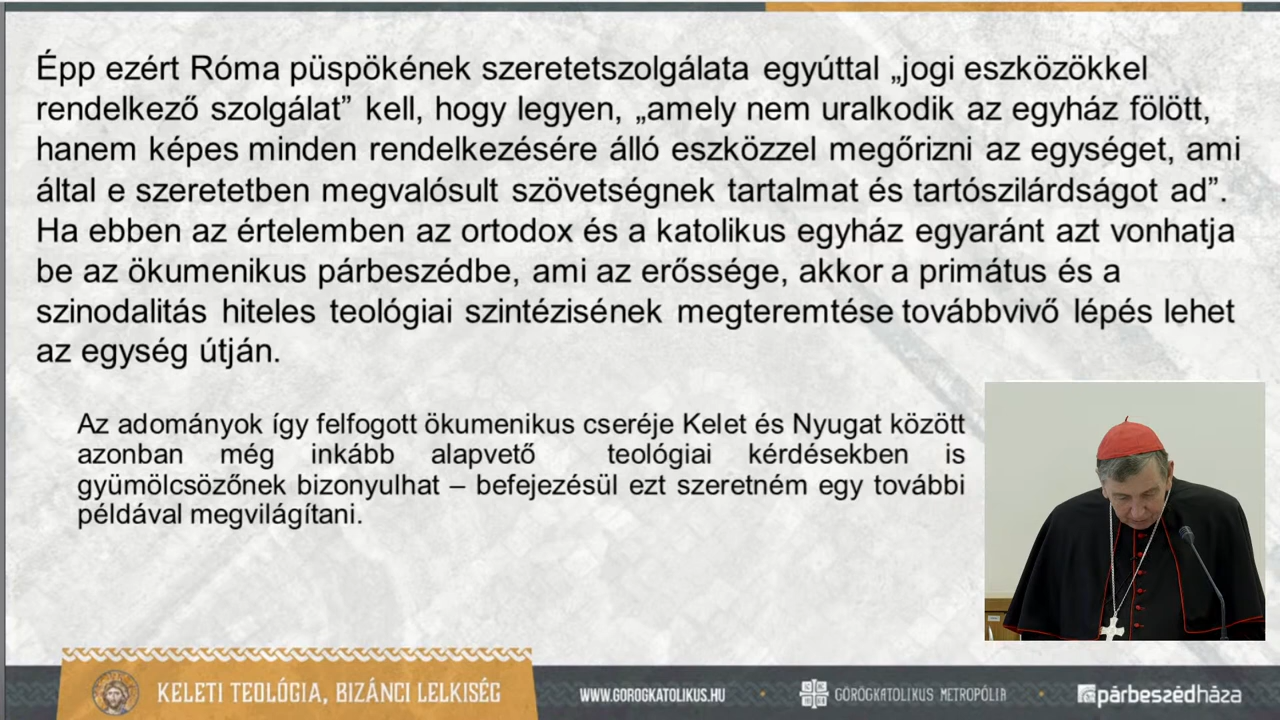 Épp ezért Róma püspökének szeretetszolgálata egyúttal „jogi eszközökkel
rendelkező szolgálat” kell, hogy legyen, „amely nem uralkodik az egyház fölött,
hanem képes minden rendelkezésére álló eszközzel megőrizni az egységet, ami
által e szeretetben megvalósult szövetségnek tartalmat és tartószilárdságot ad”.
Ha ebben az értelemben az ortodox és a katolikus egyház egyaránt azt vonhatja
be az ökumenikus párbeszédbe, ami az erőssége, akkor a primátus és a
szinodalitás hiteles teológiai szintézisének megteremtése továbbvivő lépés lehet
az egység útján.
Az adományok így felfogott ökumenikus cseréje Kelet és Nyugat között
azonban még inkább alapvető teológiai kérdésekben is
gyümölcsözőnek bizonyulhat – befejezésül ezt szeretném egy további
példával megvilágítani.
KELETI TEOLÓGIA, BIZÁNCI LELKISÉG
WWW.GOROGKATOLIKUS.HU
GÖRÖGKATOLIKUS METROPÓLIA
párbeszédháza